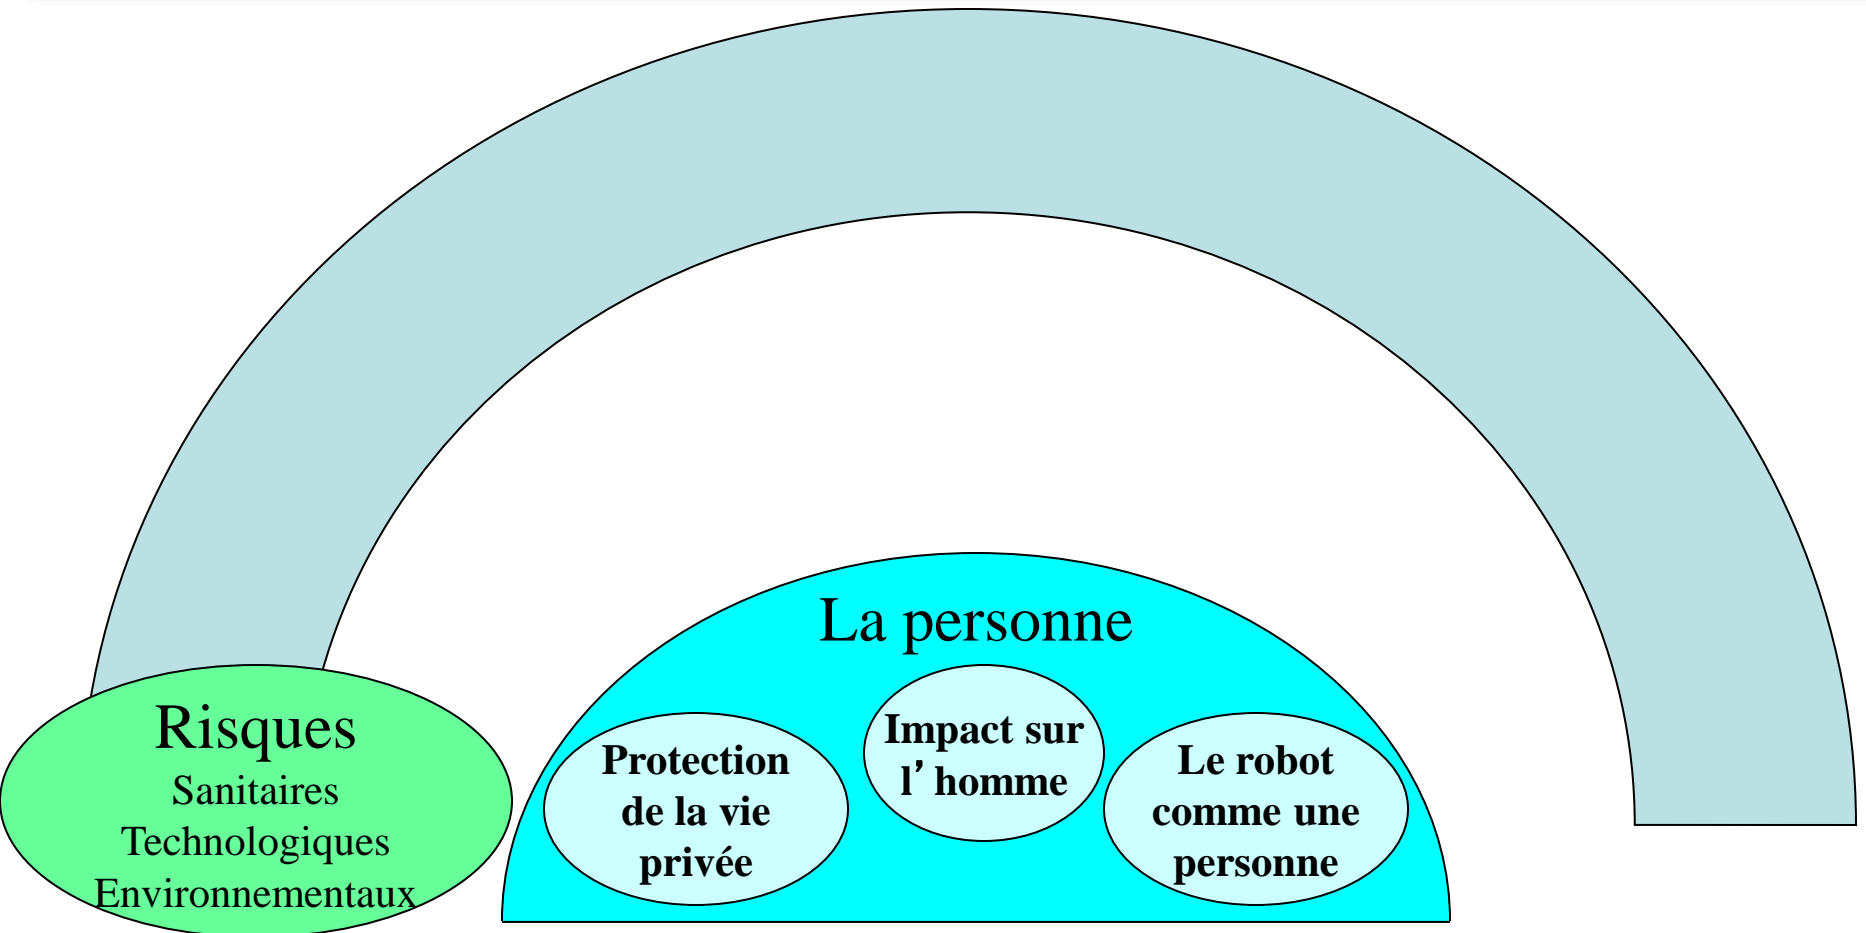 La personne
Risques
Sanitaires
Technologiques
Environnementaux
Protection
de la vie
privée
Impact sur
l’ homme
Le robot
comme une
personne